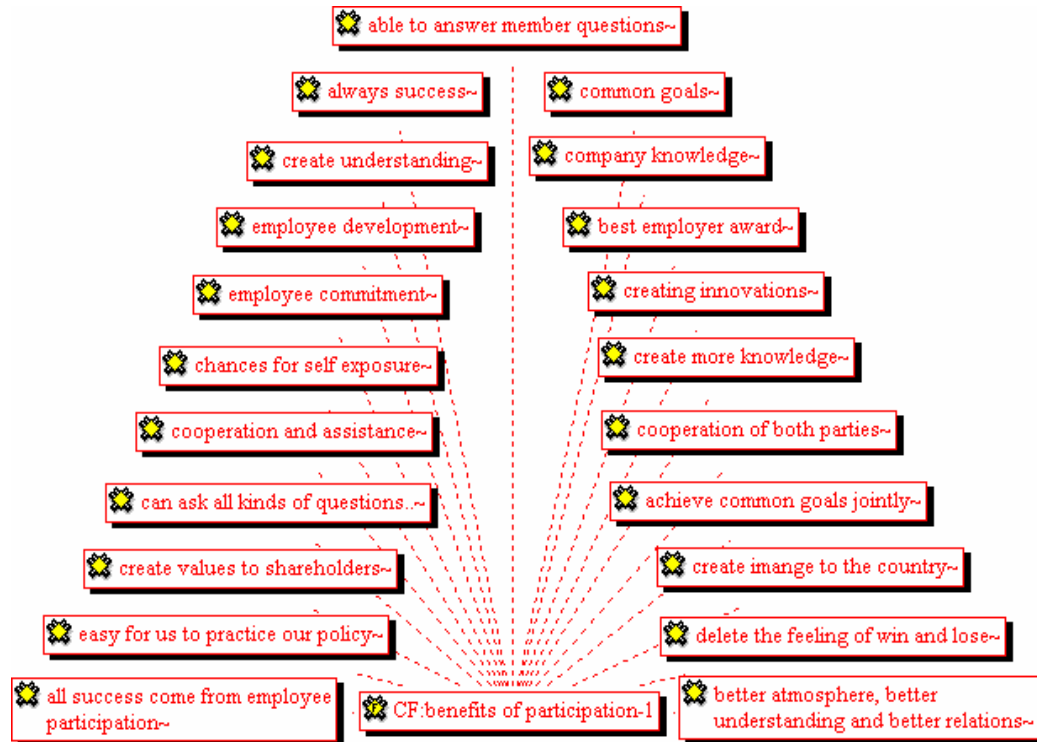 able to answer member questions~
always success~
common goals~
create understanding~
company knowledge~
employee development~
best employer award~
employee commitment~
creating innovations~
chances for self exposure~
create more knowledge~
cooperation and assistance~
cooperation of both parties~
can ask all kinds of questions..~
achieve common goals jointly~
create values to shareholders~
create imange to the country~
easy for us to practice our policy~
delete the feeling of win and lose~
all success come from employee
participation~
CF:benefits of participation-1
better atmosphere, better
understanding and better relations~